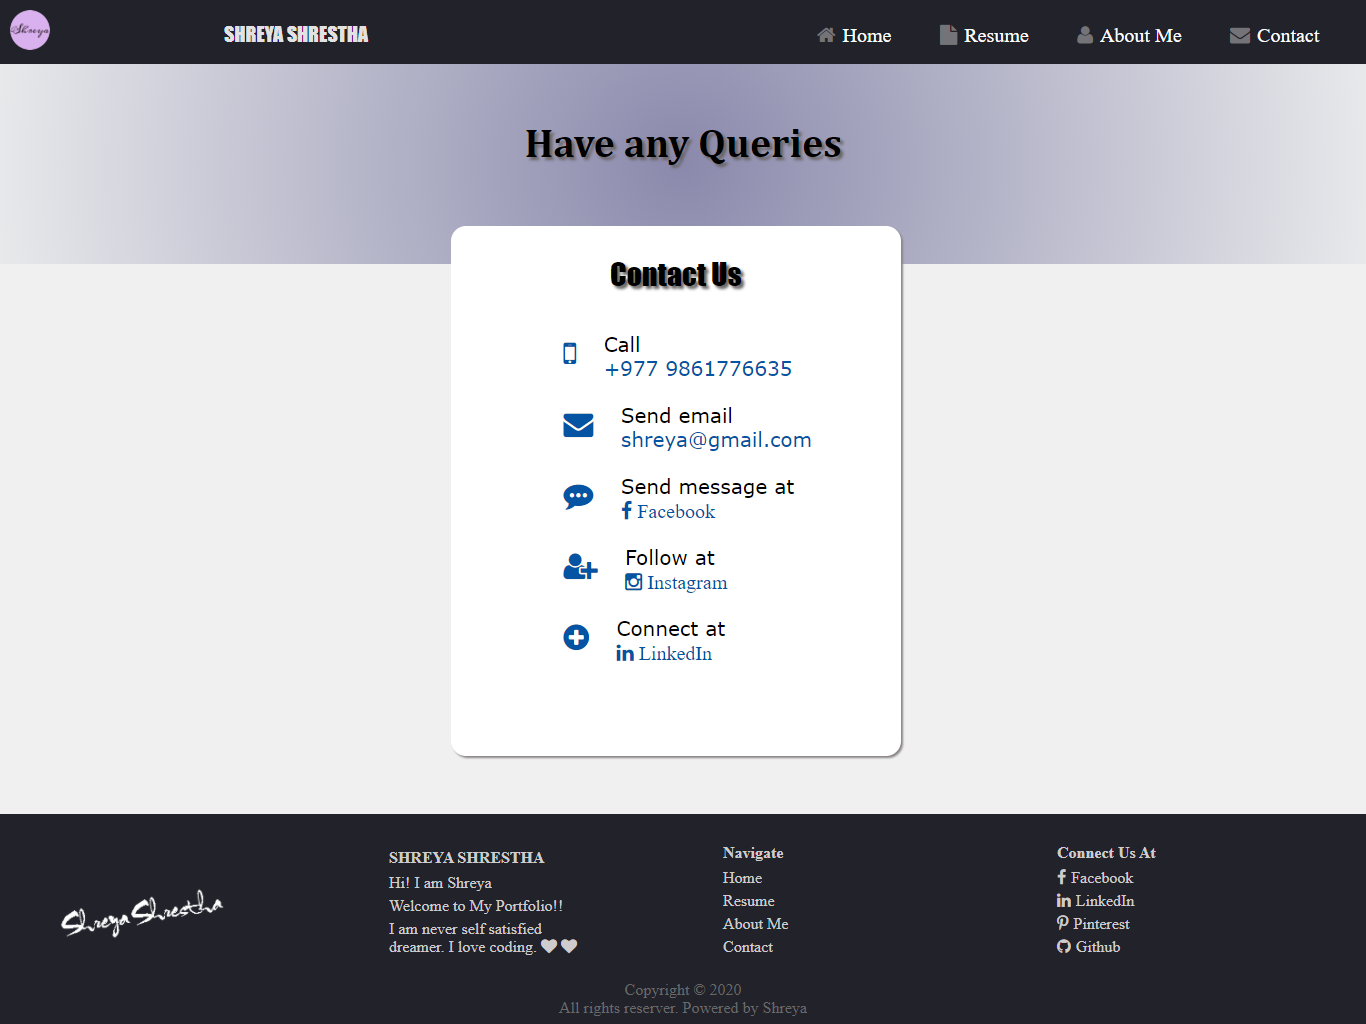 Shreya
SHREYA SHRESTHA
Home
Resume
About Me
Contact
Have any Queries
Contact Us
Call
+977 9861776635
Send email
shreya@gmail.com
Send message at
Facebook
Follow at
Instagram
Connect at
LinkedIn
Shreya Shrestha
SHREYA SHRESTHA
Hi! I am Shreya
Welcome to My Portfolio!!
I am never self satisfied
dreamer. I love coding.
Navigate
Home
Resume
About Me
Contact
Connect Us At
Facebook
LinkedIn
Pinterest
Github
Copyright © 2020
All rights reserver. Powered by Shreya